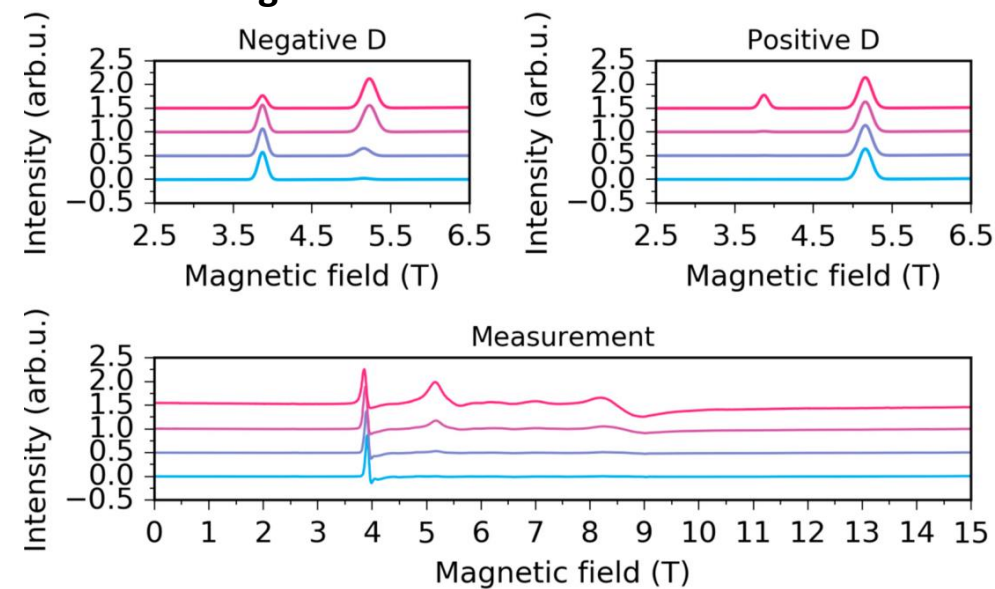 Negative D
Intensity (arb.u.)
2.5
2.0
1.5
1.0
0.5
0.0
−0.5
2.5 3.5 4.5 5.5 6.5
Magnetic field (T)
Positive D
Intensity (arb.u.)
2.5
2.0
1.5
1.0
0.5
0.0
−0.5
2.5 3.5 4.5 5.5 6.5
Magnetic field (T)
Measurement
Intensity (arb.u.)
2.5
2.0
1.5
1.0
0.5
0.0
−0.5
0 1 2 3 4 5 6 7 8 9 10 11 12 13 14 15
Magnetic field (T)